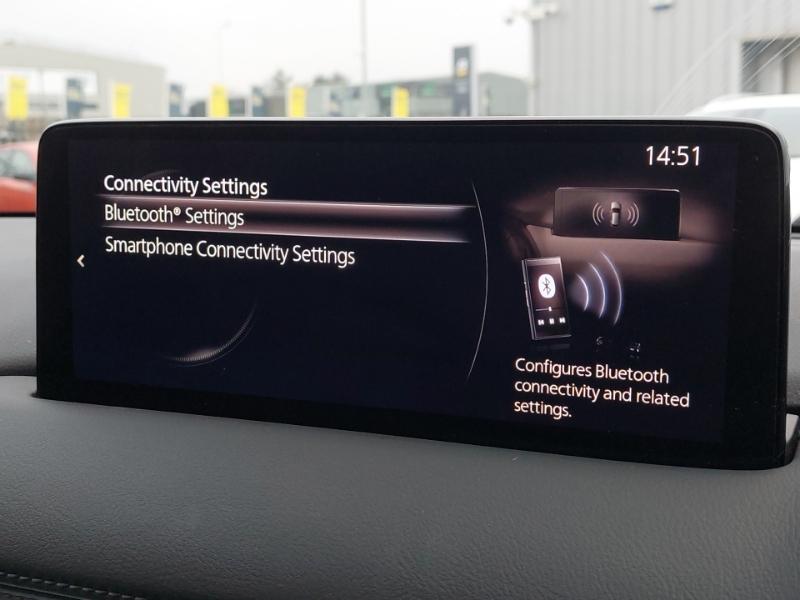 14:51
Connectivity Settings
Bluetooth® Settings
Smartphone Connectivity Settings
Configures Bluetooth
connectivity and related
settings.